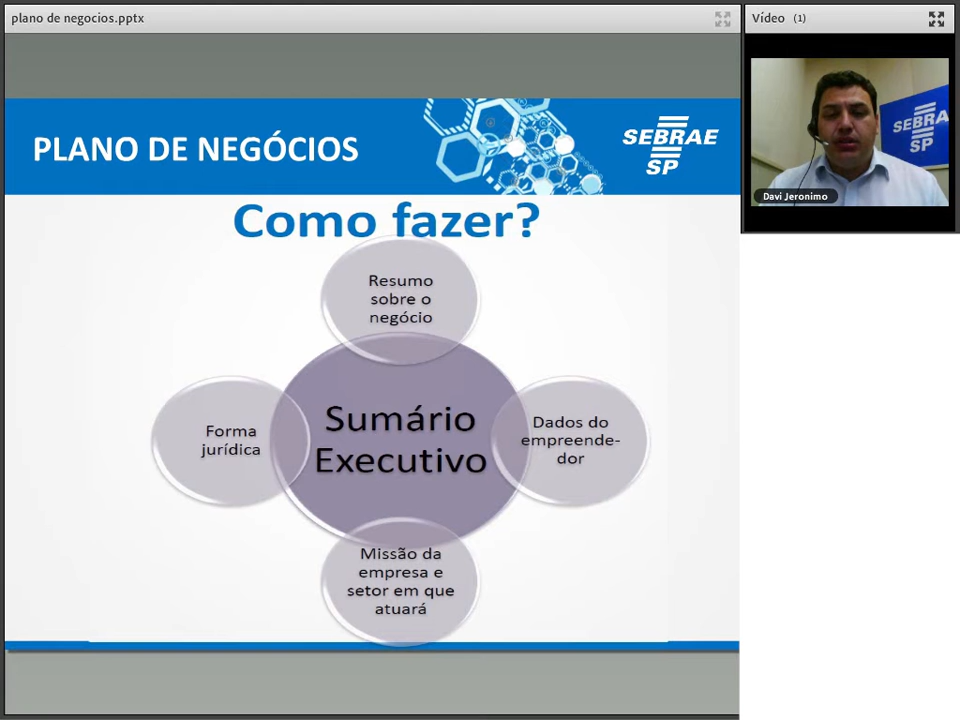 plano de negocios.pptx
Vídeo (1)
PLANO DE NEGÓCIOS
SEBRAE
SP
SEBRAE
SP
Davi Jeronimo
Como fazer?
Resumo
sobre o
negócio
Sumário
Executivo
Forma
jurídica
Dados do
empreende-
dor
Missão da
empresa e
setor em que
atuará